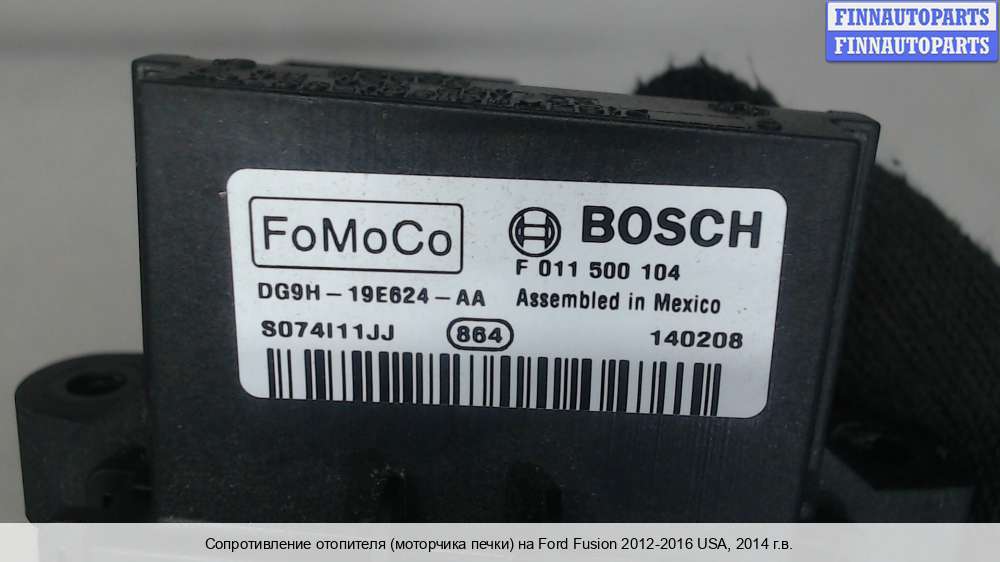 FINNAUTOPARTS
FINNAUTOPARTS
FoMoCo
BOSCH
F 011 500 104
DG9H-19E624-AA Assembled in Mexico
S074I11JJ 864 140208
Сопротивление отопителя (моторчика печки) на Ford Fusion 2012-2016 USA, 2014 г.в.